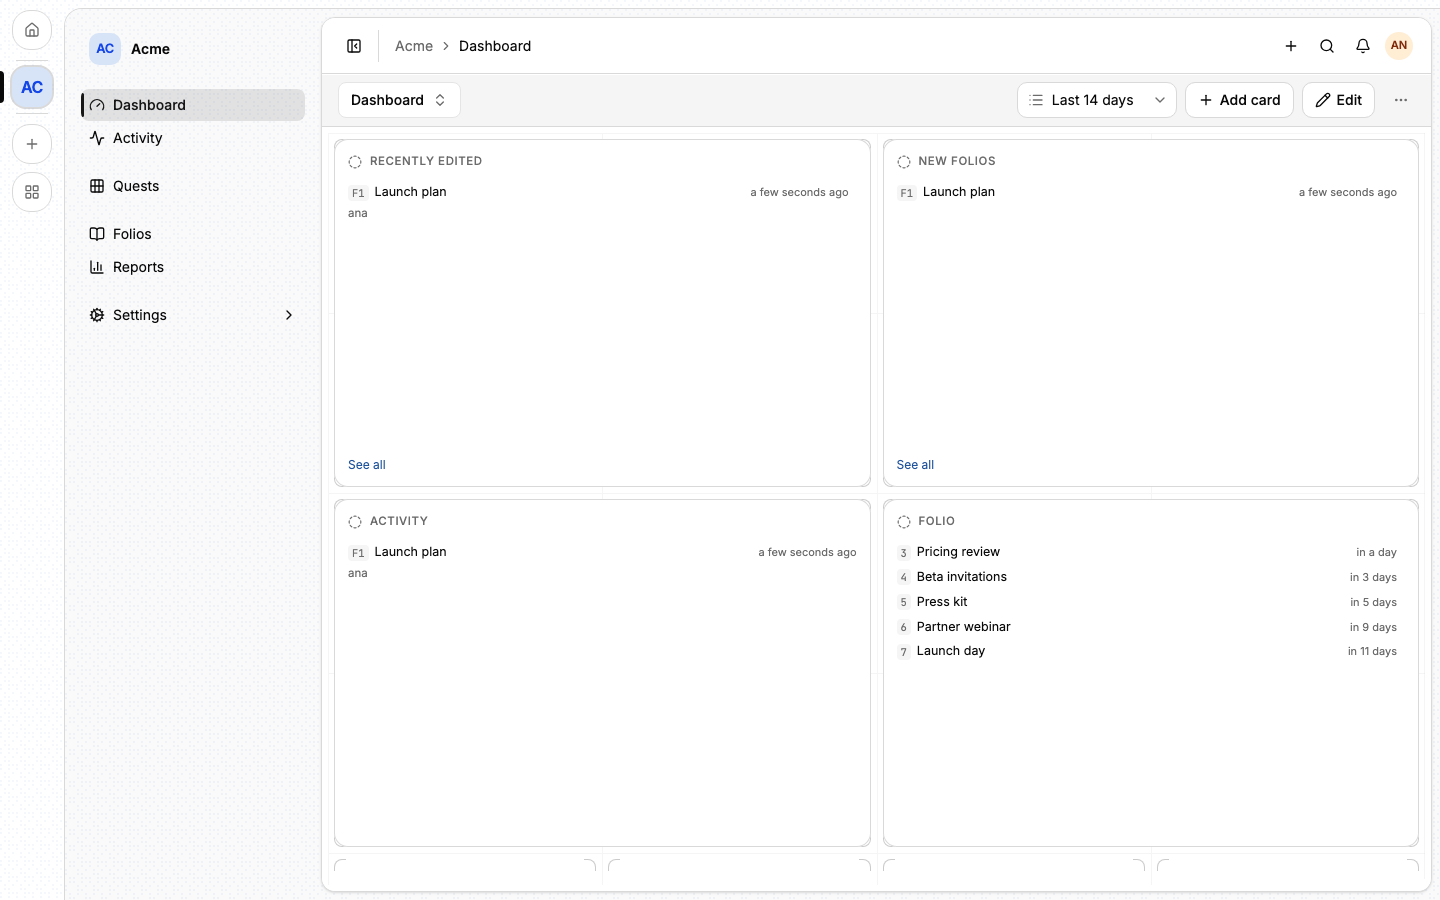 AC
AC Acme
Dashboard
Activity
Quests
Folios
Reports
Settings
Acme > Dashboard
AN
Dashboard
Last 14 days
Add card
Edit
RECENTLY EDITED
F1 Launch plan a few seconds ago
ana
See all
NEW FOLIOS
F1 Launch plan a few seconds ago
See all
ACTIVITY
F1 Launch plan a few seconds ago
ana
FOLIO
3 Pricing review in a day
4 Beta invitations in 3 days
5 Press kit in 5 days
6 Partner webinar in 9 days
7 Launch day in 11 days